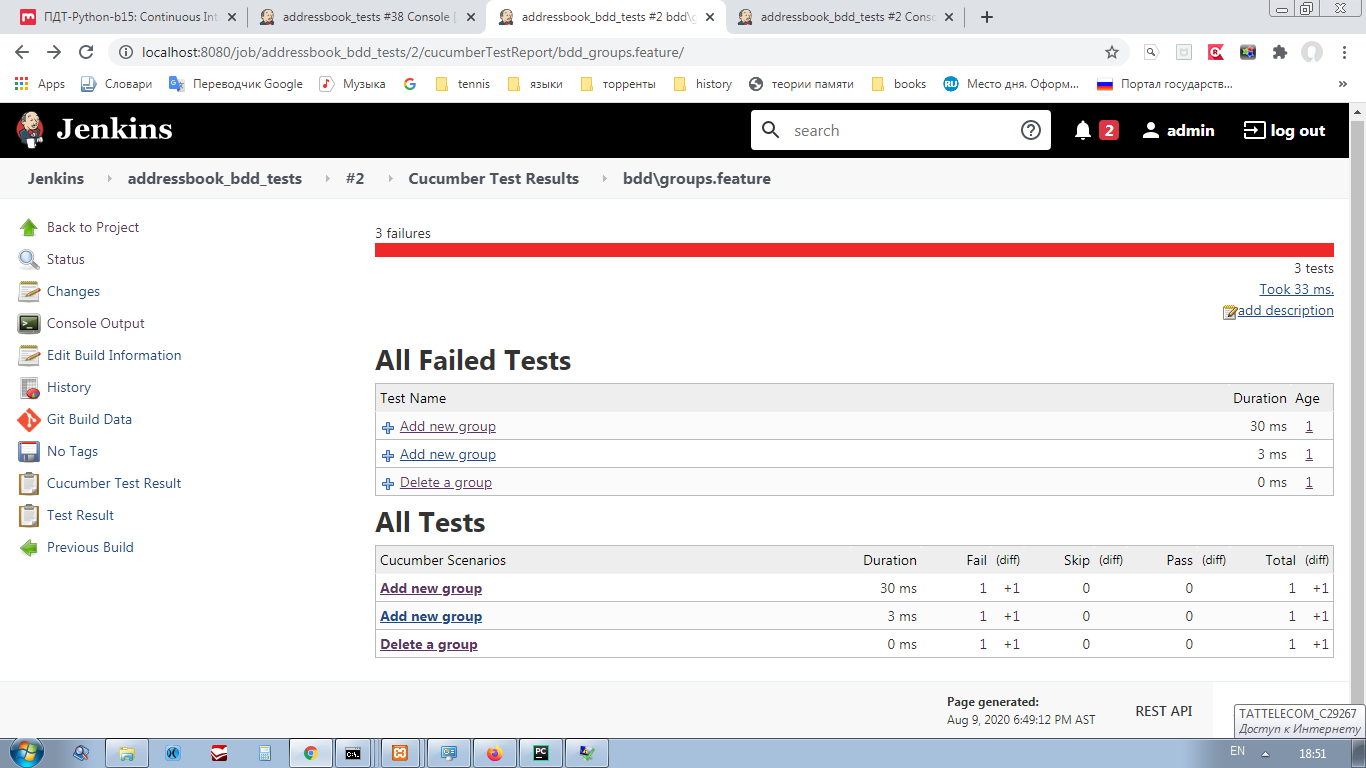 ПДТ-Python-b15: Continuous Int
addressbook_tests #38 Console [
addressbook_bdd_tests #2 bdd\g
addressbook_bdd_tests #2 Conso
localhost:8080/job/addressbook_bdd_tests/2/cucumberTestReport/bdd_groups.feature/
Apps Словари Переводчик Google Музыка tennis языки торренты history теории памяти books Место дня. Оформ... Портал государств... »
Jenkins search 2 admin log out
Jenkins addressbook_bdd_tests #2 Cucumber Test Results bdd\groups.feature
Back to Project
Status
Changes
Console Output
Edit Build Information
History
Git Build Data
No Tags
Cucumber Test Result
Test Result
Previous Build
3 failures
3 tests
Took 33 ms.
add description
All Failed Tests
Test Name Duration Age
Add new group 30 ms 1
Add new group 3 ms 1
Delete a group 0 ms 1
All Tests
Cucumber Scenarios Duration Fail (diff) Skip (diff) Pass (diff) Total (diff)
Add new group 30 ms 1 +1 0 0 1 +1
Add new group 3 ms 1 +1 0 0 1 +1
Delete a group 0 ms 1 +1 0 0 1 +1
Page generated:
Aug 9, 2020 6:49:12 PM AST
REST API
TATTELECOM_C29267
Доступ к Интернету
EN 18:51